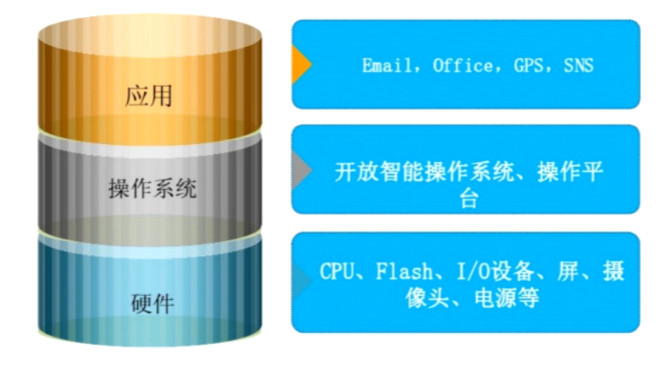 应用
Email，Office，GPS，SNS
操作系统
开放智能操作系统、操作平
台
硬件
CPU、Flash、I/O设备、屏、摄
像头、电源等